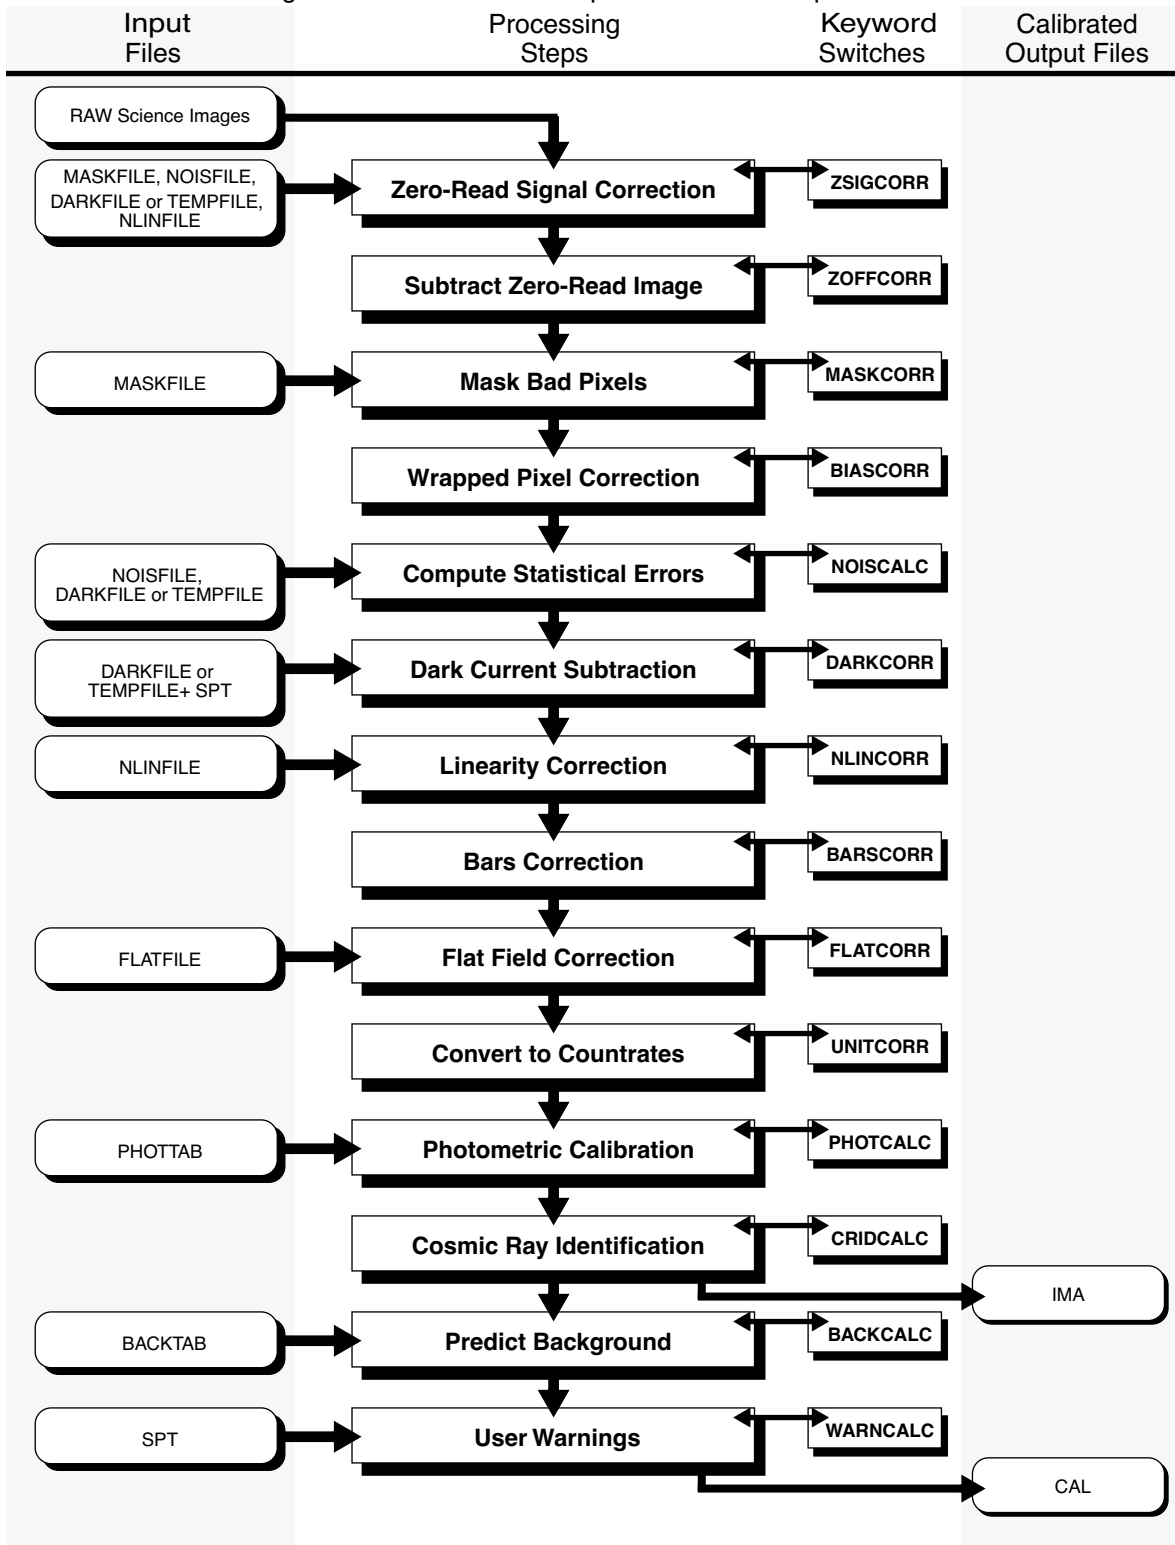 Input
Files
Processing
Steps
Keyword
Switches
Calibrated
Output Files
RAW Science Images
MASKFILE, NOISFILE,
DARKFILE or TEMPFILE,
NLINFILE
Zero-Read Signal Correction
ZSIGCORR
Subtract Zero-Read Image
ZOFFCORR
MASKFILE
Mask Bad Pixels
MASKCORR
Wrapped Pixel Correction
BIASCORR
NOISFILE,
DARKFILE or TEMPFILE
Compute Statistical Errors
NOISCALC
DARKFILE or
TEMPFILE+ SPT
Dark Current Subtraction
DARKCORR
NLINFILE
Linearity Correction
NLINCORR
Bars Correction
BARSCORR
FLATFILE
Flat Field Correction
FLATCORR
Convert to Countrates
UNITCORR
PHOTTAB
Photometric Calibration
PHOTCALC
Cosmic Ray Identification
CRIDCALC
IMA
BACKTAB
Predict Background
BACKCALC
SPT
User Warnings
WARNCALC
CAL